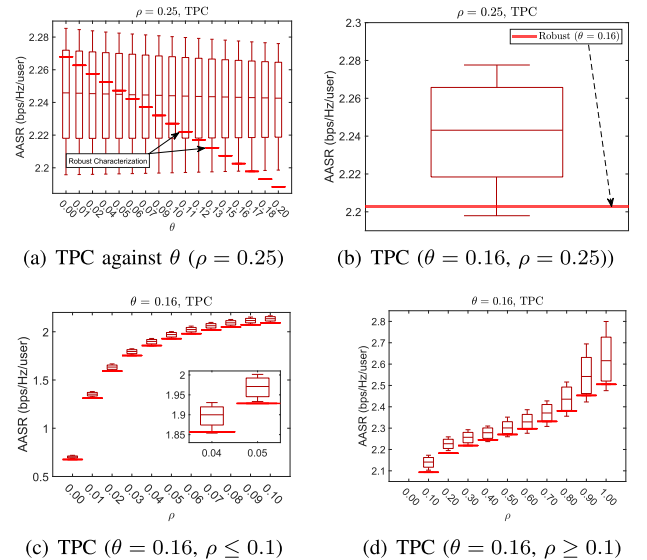 ρ = 0.25, TPC
AASR (bps/Hz/user)
2.28
2.26
2.24
2.22
2.2
Robust Characterization
0.00
0.01
0.02
0.04
0.05
0.06
0.07
0.09
0.10
0.11
0.12
0.13
0.15
0.16
0.17
0.18
0.20
θ
(a) TPC against θ (ρ = 0.25)
ρ = 0.25, TPC
AASR (bps/Hz/user)
2.3
2.28
2.26
2.24
2.22
2.2
Robust (θ = 0.16)
(b) TPC (θ = 0.16, ρ = 0.25))
θ = 0.16, TPC
AASR (bps/Hz/user)
2
1.5
1
0.5
2
1.95
1.9
1.85
0.04 0.05
0.00 0.01 0.02 0.03 0.04 0.05 0.06 0.07 0.08 0.09 0.10
ρ
(c) TPC (θ = 0.16, ρ ≤ 0.1)
θ = 0.16, TPC
AASR (bps/Hz/user)
2.8
2.7
2.6
2.5
2.4
2.3
2.2
2.1
0.00 0.10 0.20 0.30 0.40 0.50 0.60 0.70 0.80 0.90 1.00
ρ
(d) TPC (θ = 0.16, ρ ≥ 0.1)